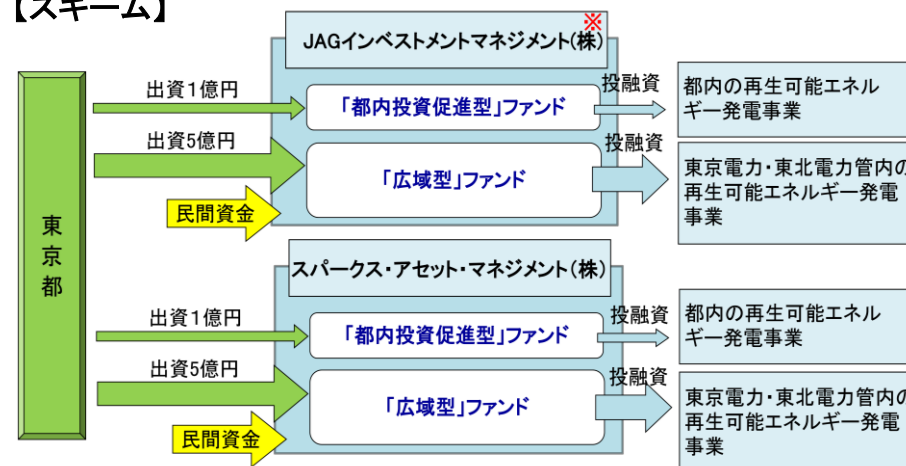 【スキーム】
※
JAGインベストメントマネジメント(株)
東京都
出資1億円
「都内投資促進型」ファンド
投融資
都内の再生可能エネル
ギー発電事業
出資5億円
「広域型」ファンド
投融資
東京電力・東北電力管内の
再生可能エネルギー発電
事業
民間資金
スパークス・アセット・マネジメント(株)
出資1億円
「都内投資促進型」ファンド
投融資
都内の再生可能エネル
ギー発電事業
出資5億円
「広域型」ファンド
投融資
東京電力・東北電力管内の
再生可能エネルギー発電
事業
民間資金